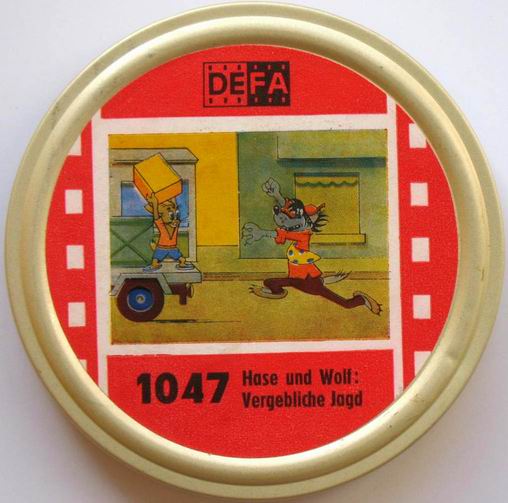 DEFA
1047 Hase und Wolf:
Vergebliche Jagd